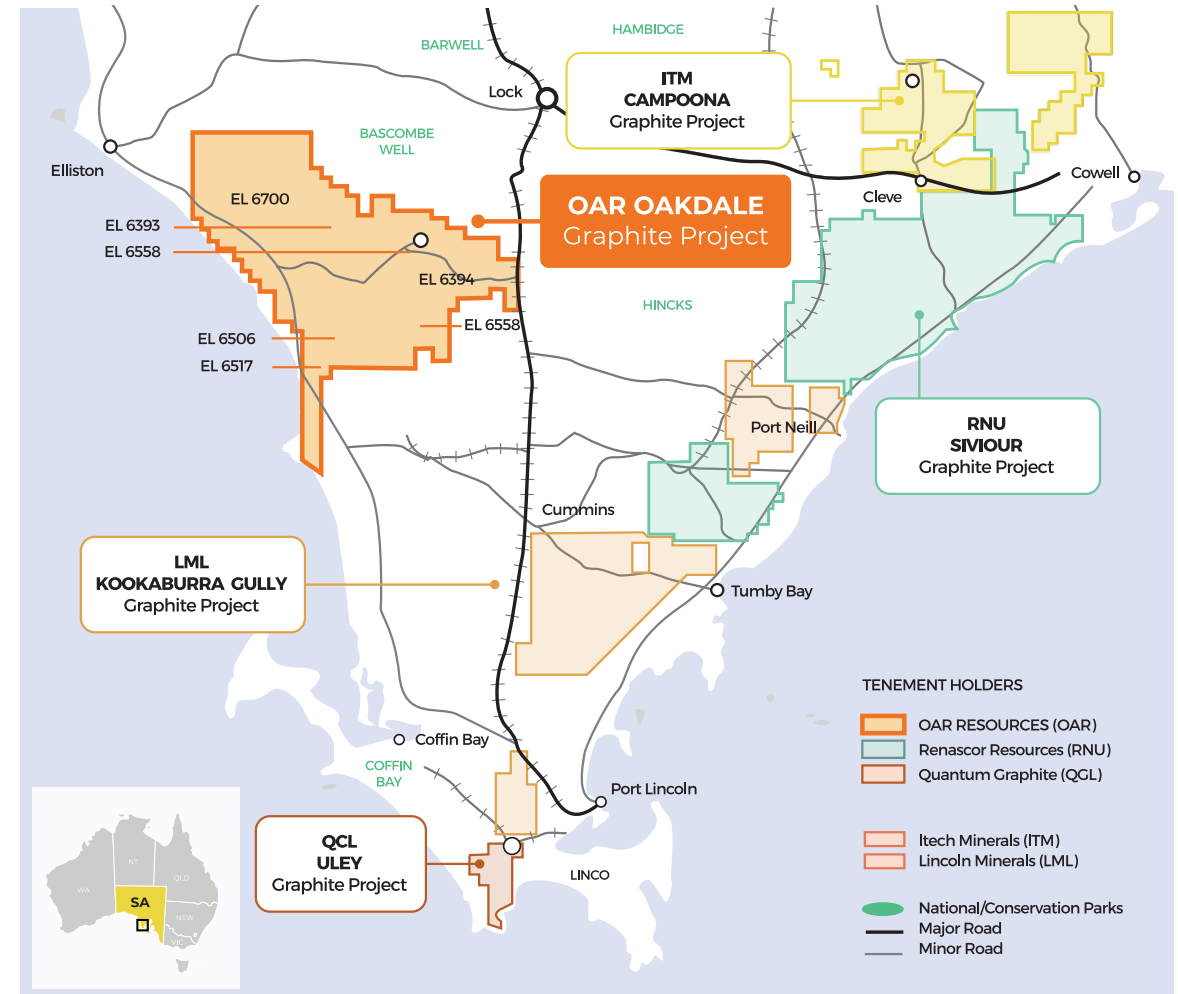 HAMBIDGE
BARWELL
Lock
BASCOMBE
WELL
Elliston
ITM
CAMPOONA
Graphite Project
Cowell
Cleve
EL 6700
EL 6393
EL 6558
EL 6394
OAR OAKDALE
Graphite Project
HINCKS
EL 6558
EL 6506
EL 6517
RNU
SIVIOUR
Graphite Project
Port Neill
Cummins
LML
KOOKABURRA GULLY
Graphite Project
Tumby Bay
Coffin Bay
COFFIN
BAY
Port Lincoln
QCL
ULEY
Graphite Project
LINCO
TENEMENT HOLDERS
OAR RESOURCES (OAR)
Renascor Resources (RNU)
Quantum Graphite (QGL)
Itech Minerals (ITM)
Lincoln Minerals (LML)
National/Conservation Parks
Major Road
Minor Road
WA
NT
QLD
SA
NSW
VIC